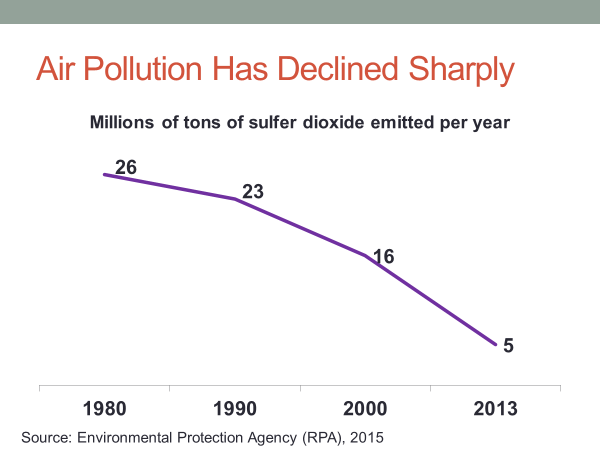 Air Pollution Has Declined Sharply
Millions of tons of sulfer dioxide emitted per year
26
23
16
5
1980 1990 2000 2013
Source: Environmental Protection Agency (RPA), 2015